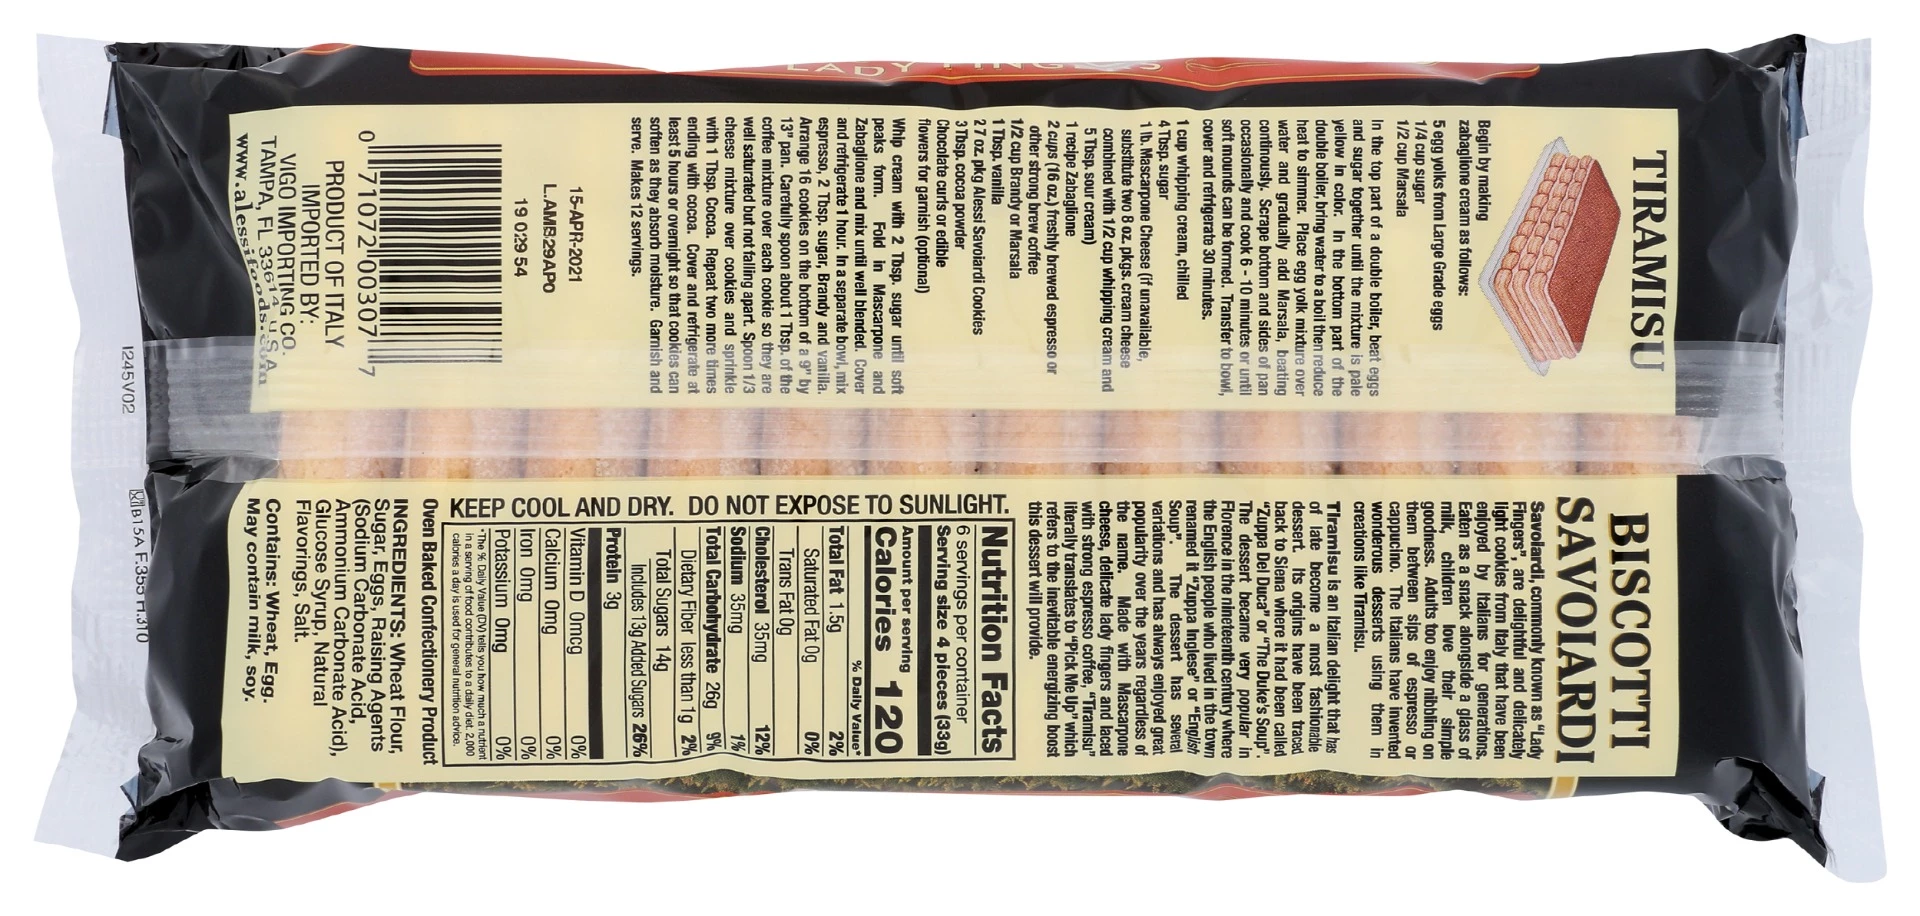 LADY FINGERS
TIRAMISU
Begin by making
zabaglione cream as follows:
5 egg yolks from Large Grade eggs
1/4 cup sugar
1/2 cup Marsala
In the top part of a double boiler, beat eggs
and sugar together until the mixture is pale
yellow in color. In the bottom part of the
double boiler, bring water to a boil then reduce
heat to simmer. Place egg yolk mixture over
water and gradually add Marsala, beating
continously. Scrape bottom and sides of pan
occasionally and cook 6 - 10 minutes or until
soft mounds can be formed. Transfer to bowl,
cover and refrigerate 30 minutes.
1 cup whipping cream, chilled
4 Tbsp. sugar
1 lb. Mascarpone Cheese (if unavailable,
substitute two 8 oz. pkgs. cream cheese
combined with 1/2 cup whipping cream and
5 Tbsp. sour cream)
1 recipe Zabaglione
2 cups (16 oz.) freshly brewed espresso or
other strong brew coffee
1/2 cup Brandy or Marsala
1 Tbsp. vanilla
2 7 oz. pkg Alessi Savoiardi Cookies
3 Tbsp. cocoa powder
Chocolate curls or edible
flowers for garnish (optional)
Whip cream with 2 Tbsp. sugar until soft
peaks form. Fold in Mascarpone and
Zabaglione and mix until well blended. Cover
and refrigerate 1 hour. In a separate bowl, mix
espresso, 2 Tbsp. sugar, Brandy and vanilla.
Arrange 16 cookies on the bottom of a 9" by
13" pan. Carefully spoon about 1 Tbsp. of the
coffee mixture over each cookie so they are
well saturated but not falling apart. Spoon 1/3
cheese mixture over cookies and sprinkle
with 1 Tbsp. Cocoa. Repeat two more times
ending with cocoa. Cover and refrigerate at
least 5 hours or overnight so that cookies can
soften as they absorb moisture. Garnish and
serve. Makes 12 servings.
15-APR-2021
L.AMB29APO
19 029 54
0 71072 00307 7
PRODUCT OF ITALY
IMPORTED BY:
VIGO IMPORTING CO.
TAMPA, FL 33614 U.S.A.
www.alessifoods.com
1245V02
BISCOTTI
SAVOIARDI
Savoiardi, commonly known as "Lady
Fingers", are delightful and delicately
light cookies from Italy that have been
enjoyed by Italians for generations.
Eaten as a snack alongside a glass of
milk, children love their simple
goodness. Adults too enjoy nibbling on
them between sips of espresso or
cappucino. The Italians have invented
wonderous desserts using them in
creations like Tiramisu.
Tiramisu is an Italian delight that has
of late become a most fashionable
dessert. Its origins have been traced
back to Siena where it had been called
"Zuppa Del Duca" or "The Duke's Soup".
The dessert became very popular in
Florence in the nineteenth century where
the English people who lived in the town
renamed it "Zuppa Inglese" or "English
Soup". The dessert has several
variations and has always enjoyed great
popularity over the years regardless of
the name. Made with Mascarpone
cheese, delicate lady fingers and laced
with strong espresso coffee, "Tiramisu"
literally translates to "Pick Me Up" which
refers to the inevitable energizing boost
this dessert will provide.
KEEP COOL AND DRY. DO NOT EXPOSE TO SUNLIGHT.
Nutrition Facts
6 servings per container
Serving size 4 pieces (33g)
Amount per serving
Calories 120
% Daily Value*
Total Fat 1.5g 2%
Saturated Fat 0g 0%
Trans Fat 0g
Cholesterol 35mg 12%
Sodium 35mg 1%
Total Carbohydrate 26g 9%
Dietary Fiber less than 1g 2%
Total Sugars 14g
Includes 13g Added Sugars 26%
Protein 3g
Vitamin D 0mcg 0%
Calcium 0mg 0%
Iron 0mg 0%
Potassium 0mg 0%
*The % Daily Value (DV) tells you how much a nutrient
in a serving of food contributes to a daily diet. 2,000
calories a day is used for general nutrition advice.
Oven Baked Confectionery Product
INGREDIENTS: Wheat Flour,
Sugar, Eggs, Raising Agents
(Sodium Carbonate Acid,
Ammonium Carbonate Acid),
Glucose Syrup, Natural
Flavorings, Salt.
Contains: Wheat, Egg.
May contain milk, soy.
B15A F.355 H.310